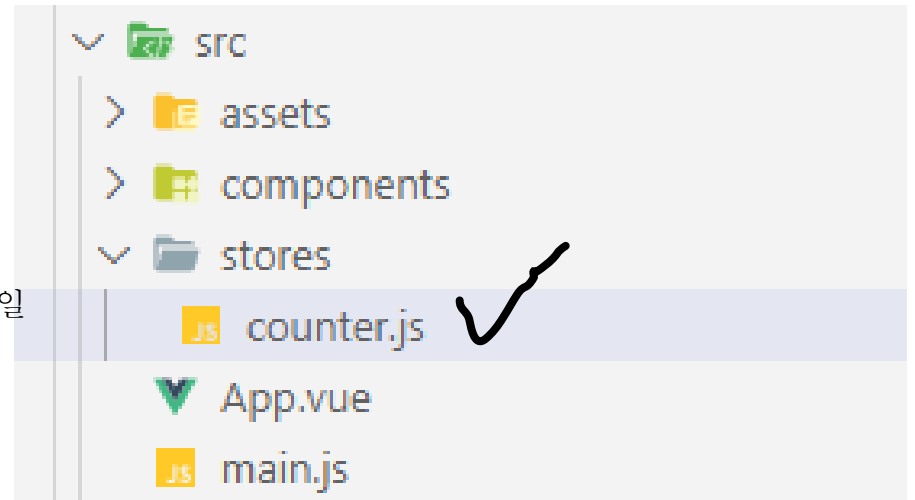 src
assets
components
stores
일
counter.js
App.vue
main.js